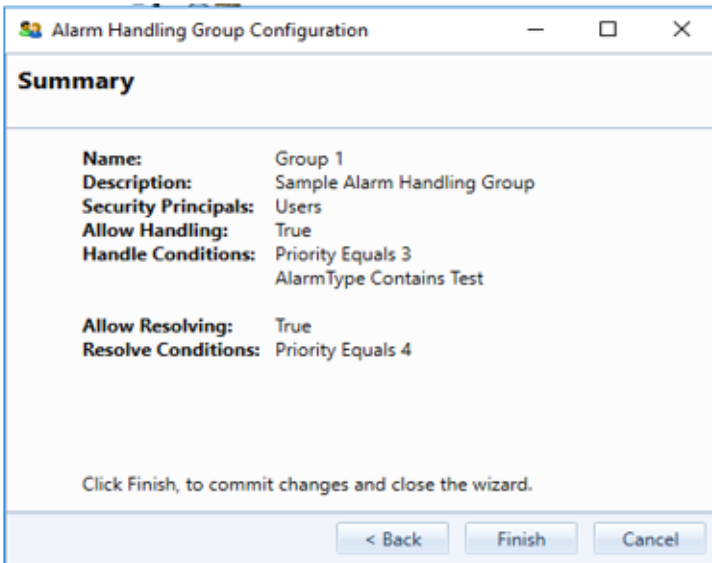 Alarm Handling Group Configuration
Summary
Name: Group 1
Description: Sample Alarm Handling Group
Security Principals: Users
Allow Handling: True
Handle Conditions: Priority Equals 3
AlarmType Contains Test
Allow Resolving: True
Resolve Conditions: Priority Equals 4
Click Finish, to commit changes and close the wizard.
< Back Finish Cancel